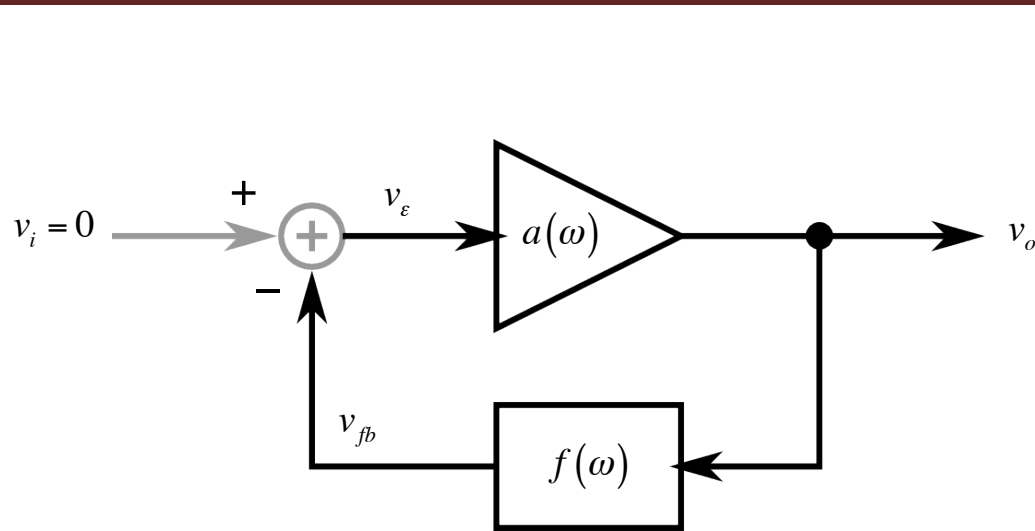 +
v_ε
v_i = 0
+
a(ω)
v_o
−
v_fb
f(ω)